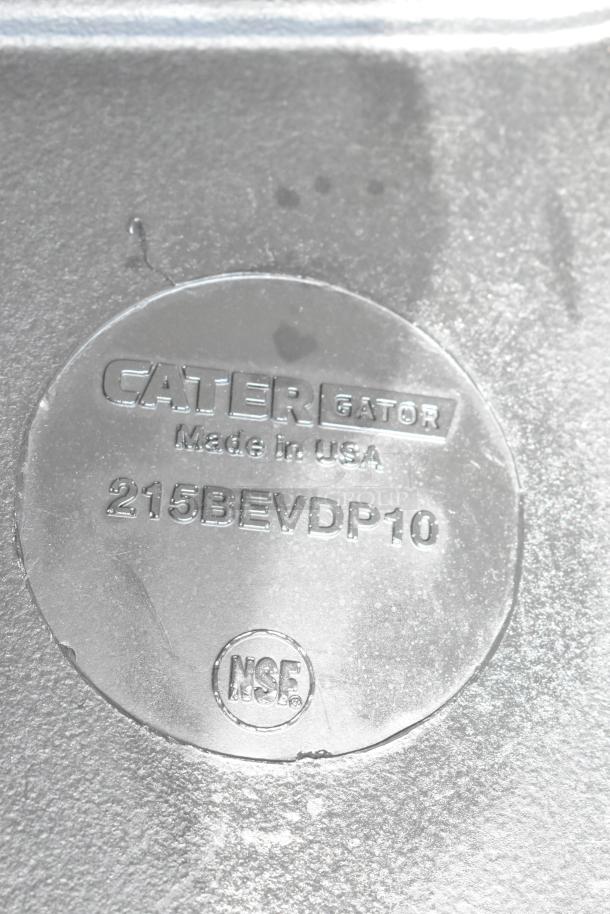 CATER GATOR
Made in USA
215BEVDP10
NSF®